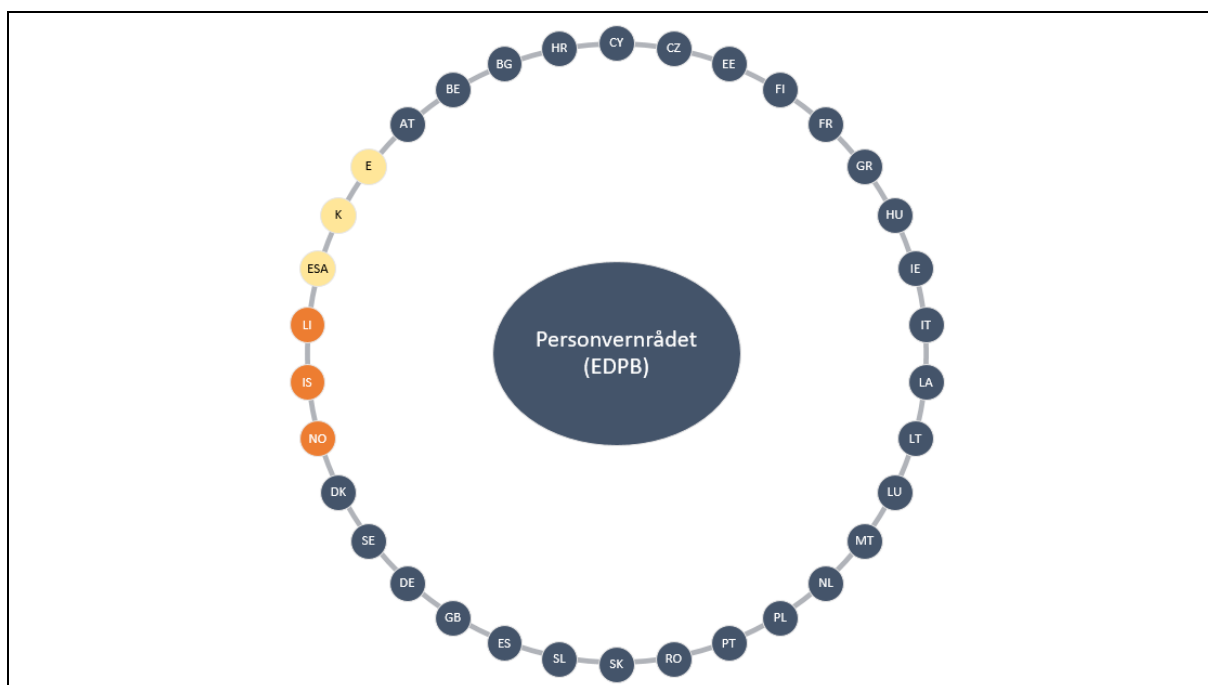 CY
CZ
EE
FI
FR
GR
HU
IE
IT
LA
LT
LU
MT
NL
PL
PT
RO
SK
SL
ES
GB
DE
SE
DK
NO
IS
LI
ESA
K
E
AT
BE
BG
HR
Personvernrådet
(EDPB)